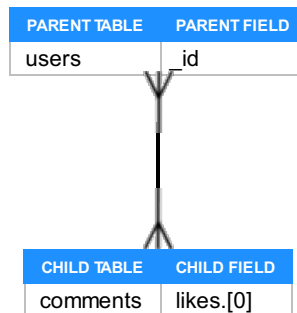 PARENT TABLE PARENT FIELD
users _id
CHILD TABLE CHILD FIELD
comments likes.[0]